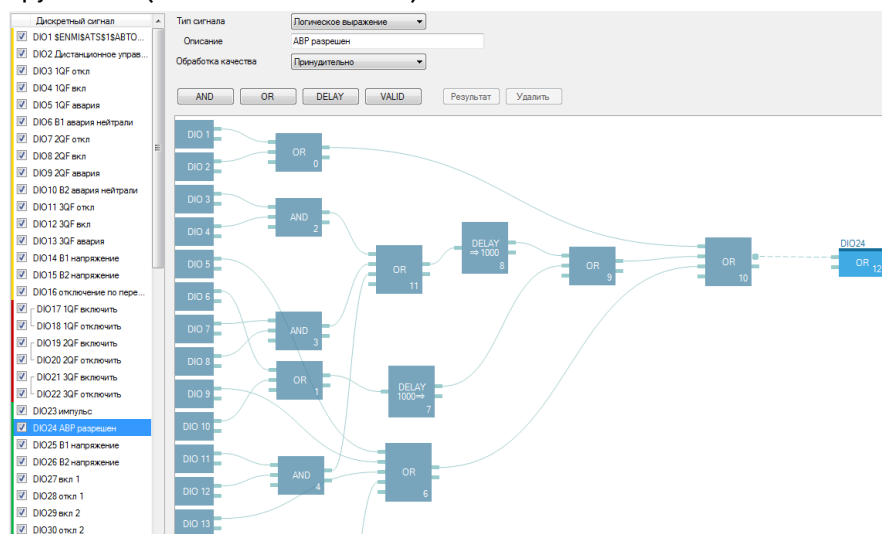 Дискретный сигнал
DIO1 $ENMI$ATS$1$АВТО...
DIO2 Дистанционное управ...
DIO3 1QF откл
DIO4 1QF вкл
DIO5 1QF авария
DIO6 В1 авария нейтрали
DIO7 2QF откл
DIO8 2QF вкл
DIO9 2QF авария
DIO10 В2 авария нейтрали
DIO11 3QF откл
DIO12 3QF вкл
DIO13 3QF авария
DIO14 В1 напряжение
DIO15 В2 напряжение
DIO16 отключение по пере...
DIO17 1QF включить
DIO18 1QF отключить
DIO19 2QF включить
DIO20 2QF отключить
DIO21 3QF включить
DIO22 3QF отключить
DIO23 импульс
DIO24 АВР разрешен
DIO25 В1 напряжение
DIO26 В2 напряжение
DIO27 вкл 1
DIO28 откл 1
DIO29 вкл 2
DIO30 откл 2
Тип сигнала Логическое выражение
Описание АВР разрешен
Обработка качества Принудительно
AND OR DELAY VALID Результат Удалить
DIO 1
DIO 2
DIO 3
DIO 4
DIO 5
DIO 6
DIO 7
DIO 8
DIO 9
DIO 10
DIO 11
DIO 12
DIO 13
OR
0
AND
2
AND
3
OR
1
AND
4
OR
11
DELAY
⇒ 1000
8
DELAY
1000⇒
7
OR
6
OR
9
OR
10
DIO24
OR
12